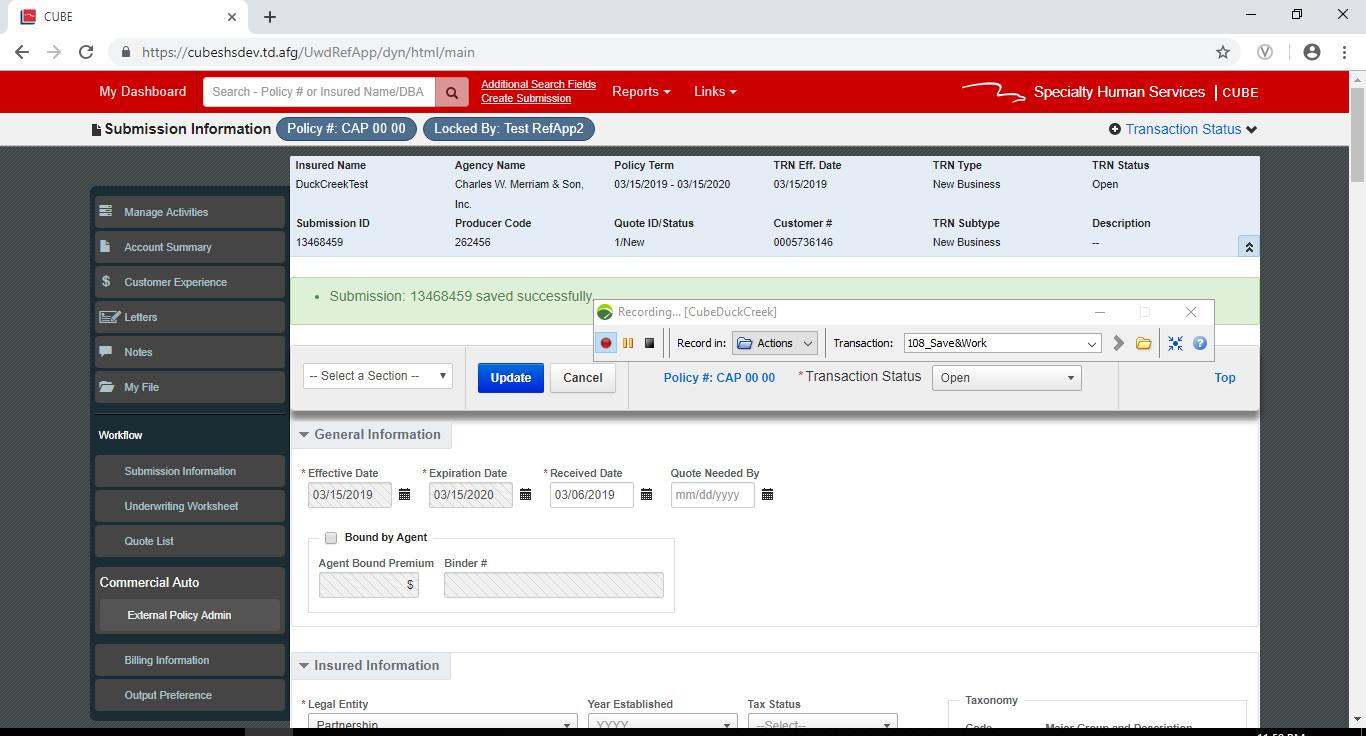 CUBE
https://cubeshsdev.td.afg/UwdRefApp/dyn/html/main
My Dashboard
Search - Policy # or Insured Name/DBA
Additional Search Fields
Create Submission
Reports
Links
Specialty Human Services | CUBE
Submission Information
Policy #: CAP 00 00
Locked By: Test RefApp2
Transaction Status
Insured Name Agency Name Policy Term TRN Eff. Date TRN Type TRN Status
DuckCreekTest Charles W. Merriam & Son, 03/15/2019 - 03/15/2020 03/15/2019 New Business Open
Inc.
Submission ID Producer Code Quote ID/Status Customer # TRN Subtype Description
13468459 262456 1/New 0005736146 New Business --
Manage Activities
Account Summary
$ Customer Experience
Letters
Notes
My File
Workflow
Submission Information
Underwriting Worksheet
Quote List
Commercial Auto
External Policy Admin
Billing Information
Output Preference
• Submission: 13468459 saved successfully
Recording... [CubeDuckCreek]
Record in: Actions Transaction: 108_Save&Work
-- Select a Section -- Update Cancel Policy #: CAP 00 00 *Transaction Status Open Top
General Information
* Effective Date * Expiration Date * Received Date Quote Needed By
03/15/2019 03/15/2020 03/06/2019 mm/dd/yyyy
Bound by Agent
Agent Bound Premium Binder #
$
Insured Information
* Legal Entity Year Established Tax Status Taxonomy
Partnership YYYY --Select-- Code Major Group and Description